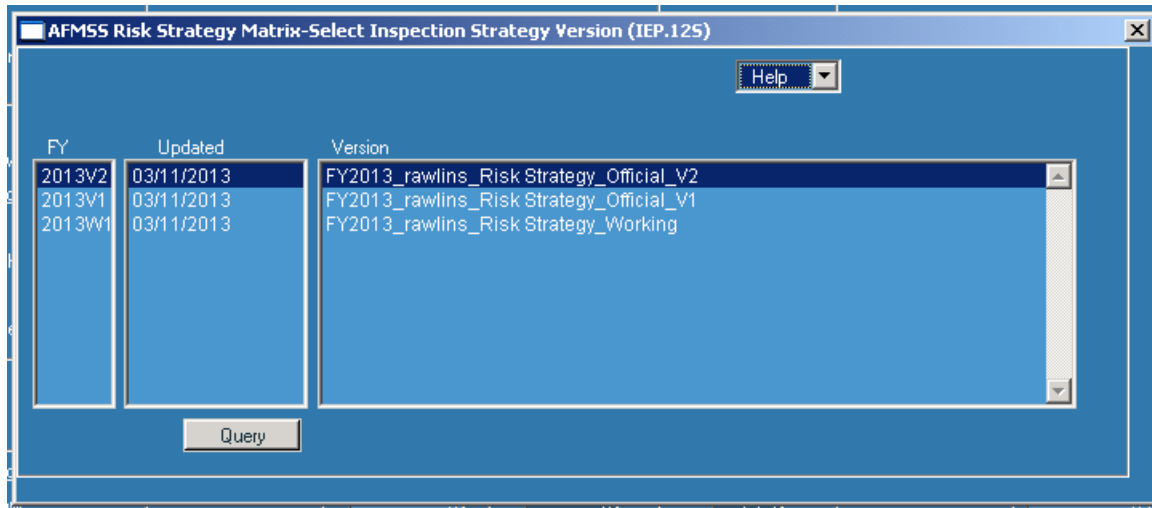 AFMSS Risk Strategy Matrix-Select Inspection Strategy Version (IEP.12S)
Help
FY Updated Version
2013V2 03/11/2013 FY2013_rawlins_Risk Strategy_Official_V2
2013V1 03/11/2013 FY2013_rawlins_Risk Strategy_Official_V1
2013W1 03/11/2013 FY2013_rawlins_Risk Strategy_Working
Query